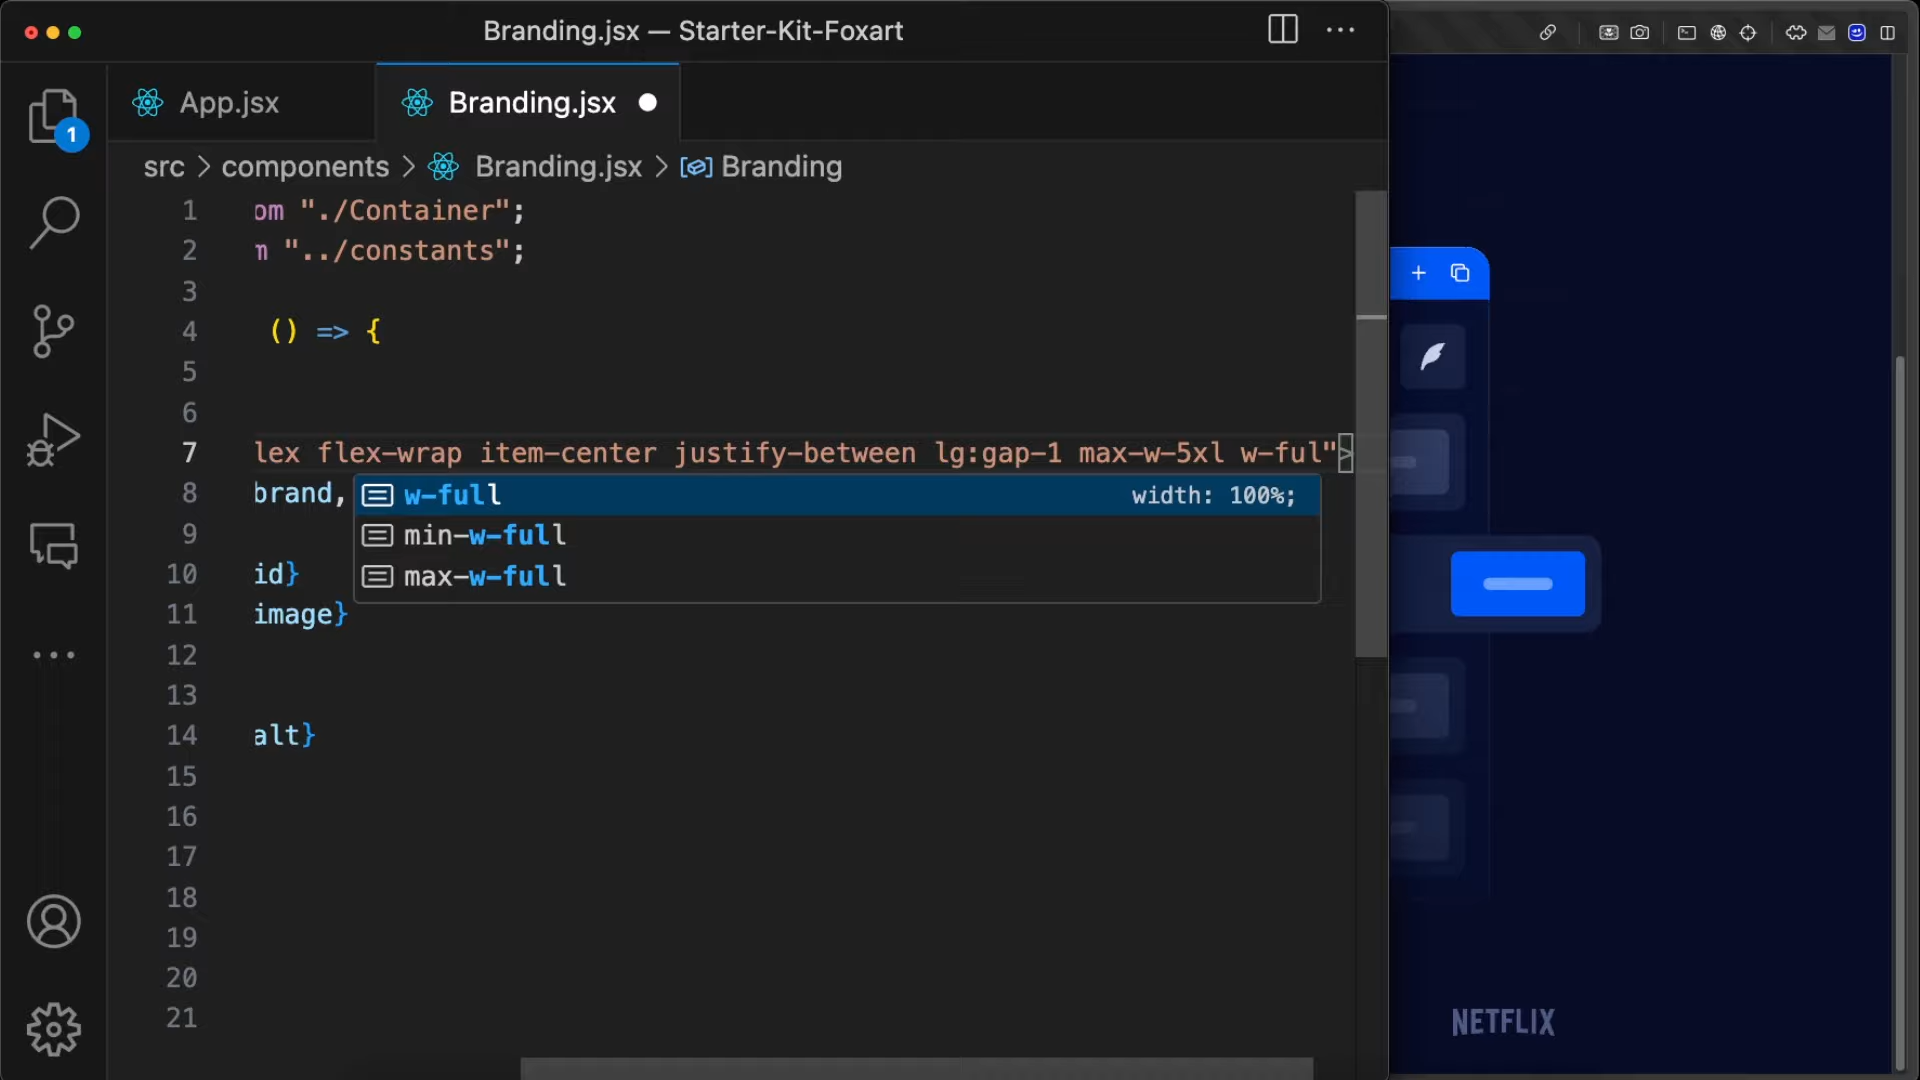 Branding.jsx — Starter-Kit-Foxart
App.jsx
Branding.jsx
1
src > components > Branding.jsx > Branding
1 om "./Container";
2 m "../constants";
3
4 () => {
5
6
7 lex flex-wrap item-center justify-between lg:gap-1 max-w-5xl w-ful">
8 brand,
w-full width: 100%;
9
min-w-full
10 id}
max-w-full
11 image}
12
13
14 alt}
15
16
17
18
19
20
21
NETFLIX